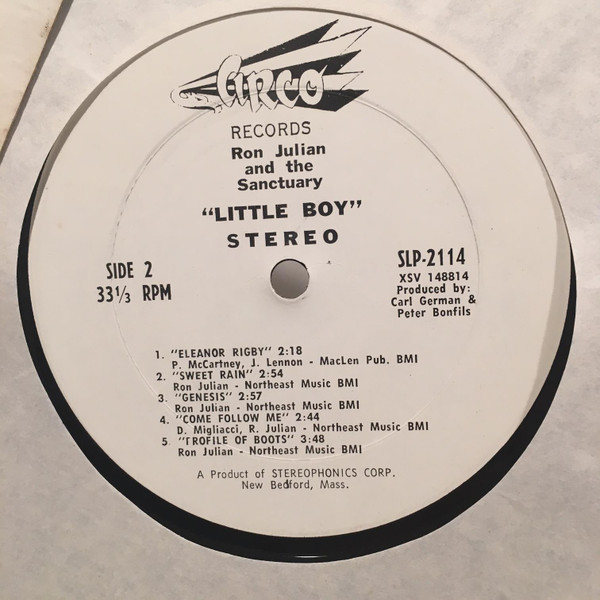 Arco
RECORDS
Ron Julian
and the
Sanctuary
"LITTLE BOY"
STEREO
SIDE 2
33⅓ RPM
SLP-2114
XSV 148814
Produced by:
Carl German &
Peter Bonfils
1. "ELEANOR RIGBY" 2:18
P. McCartney, J. Lennon - MacLen Pub. BMI
2. "SWEET RAIN" 2:54
Ron Julian - Northeast Music BMI
3. "GENESIS" 2:57
Ron Julian - Northeast Music BMI
4. "COME FOLLOW ME" 2:44
D. Migliacci, R. Julian - Northeast Music BMI
5. "TROFILE OF BOOTS" 3:48
Ron Julian - Northeast Music BMI
A Product of STEREOPHONICS CORP.
New Bedford, Mass.